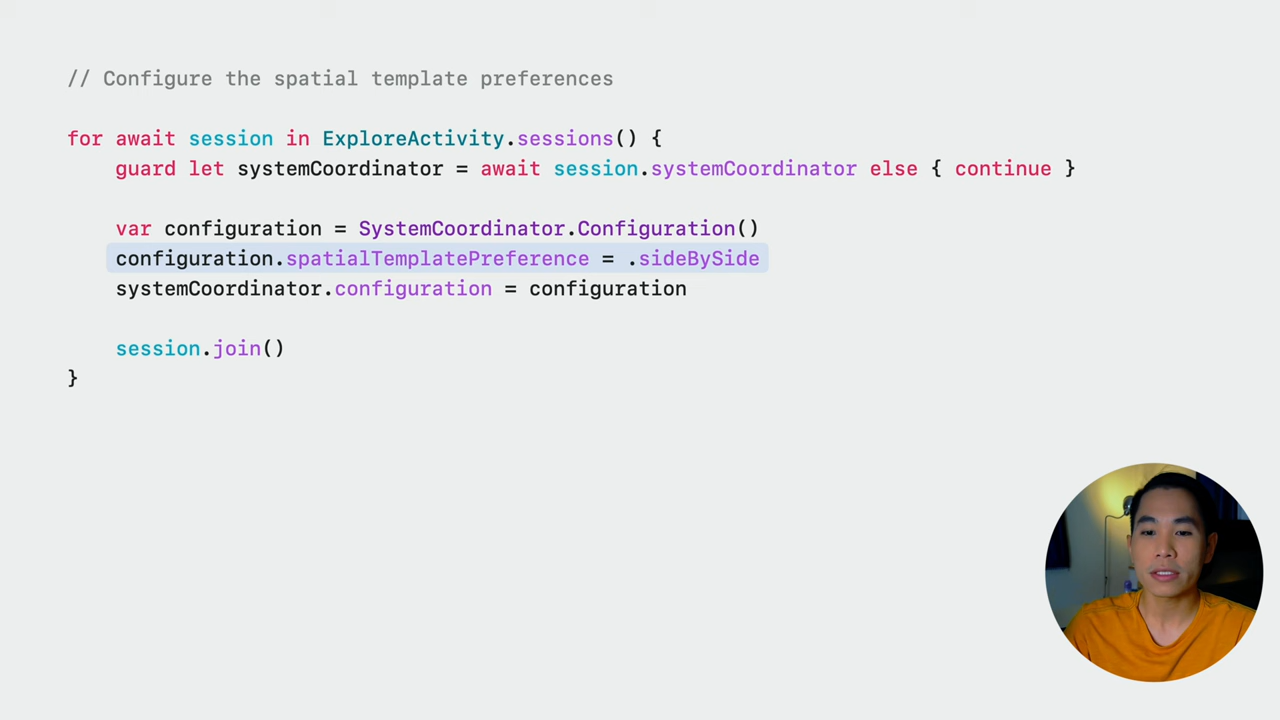 // Configure the spatial template preferences
for await session in ExploreActivity.sessions() {
guard let systemCoordinator = await session.systemCoordinator else { continue }
var configuration = SystemCoordinator.Configuration()
configuration.spatialTemplatePreference = .sideBySide
systemCoordinator.configuration = configuration
session.join()
}